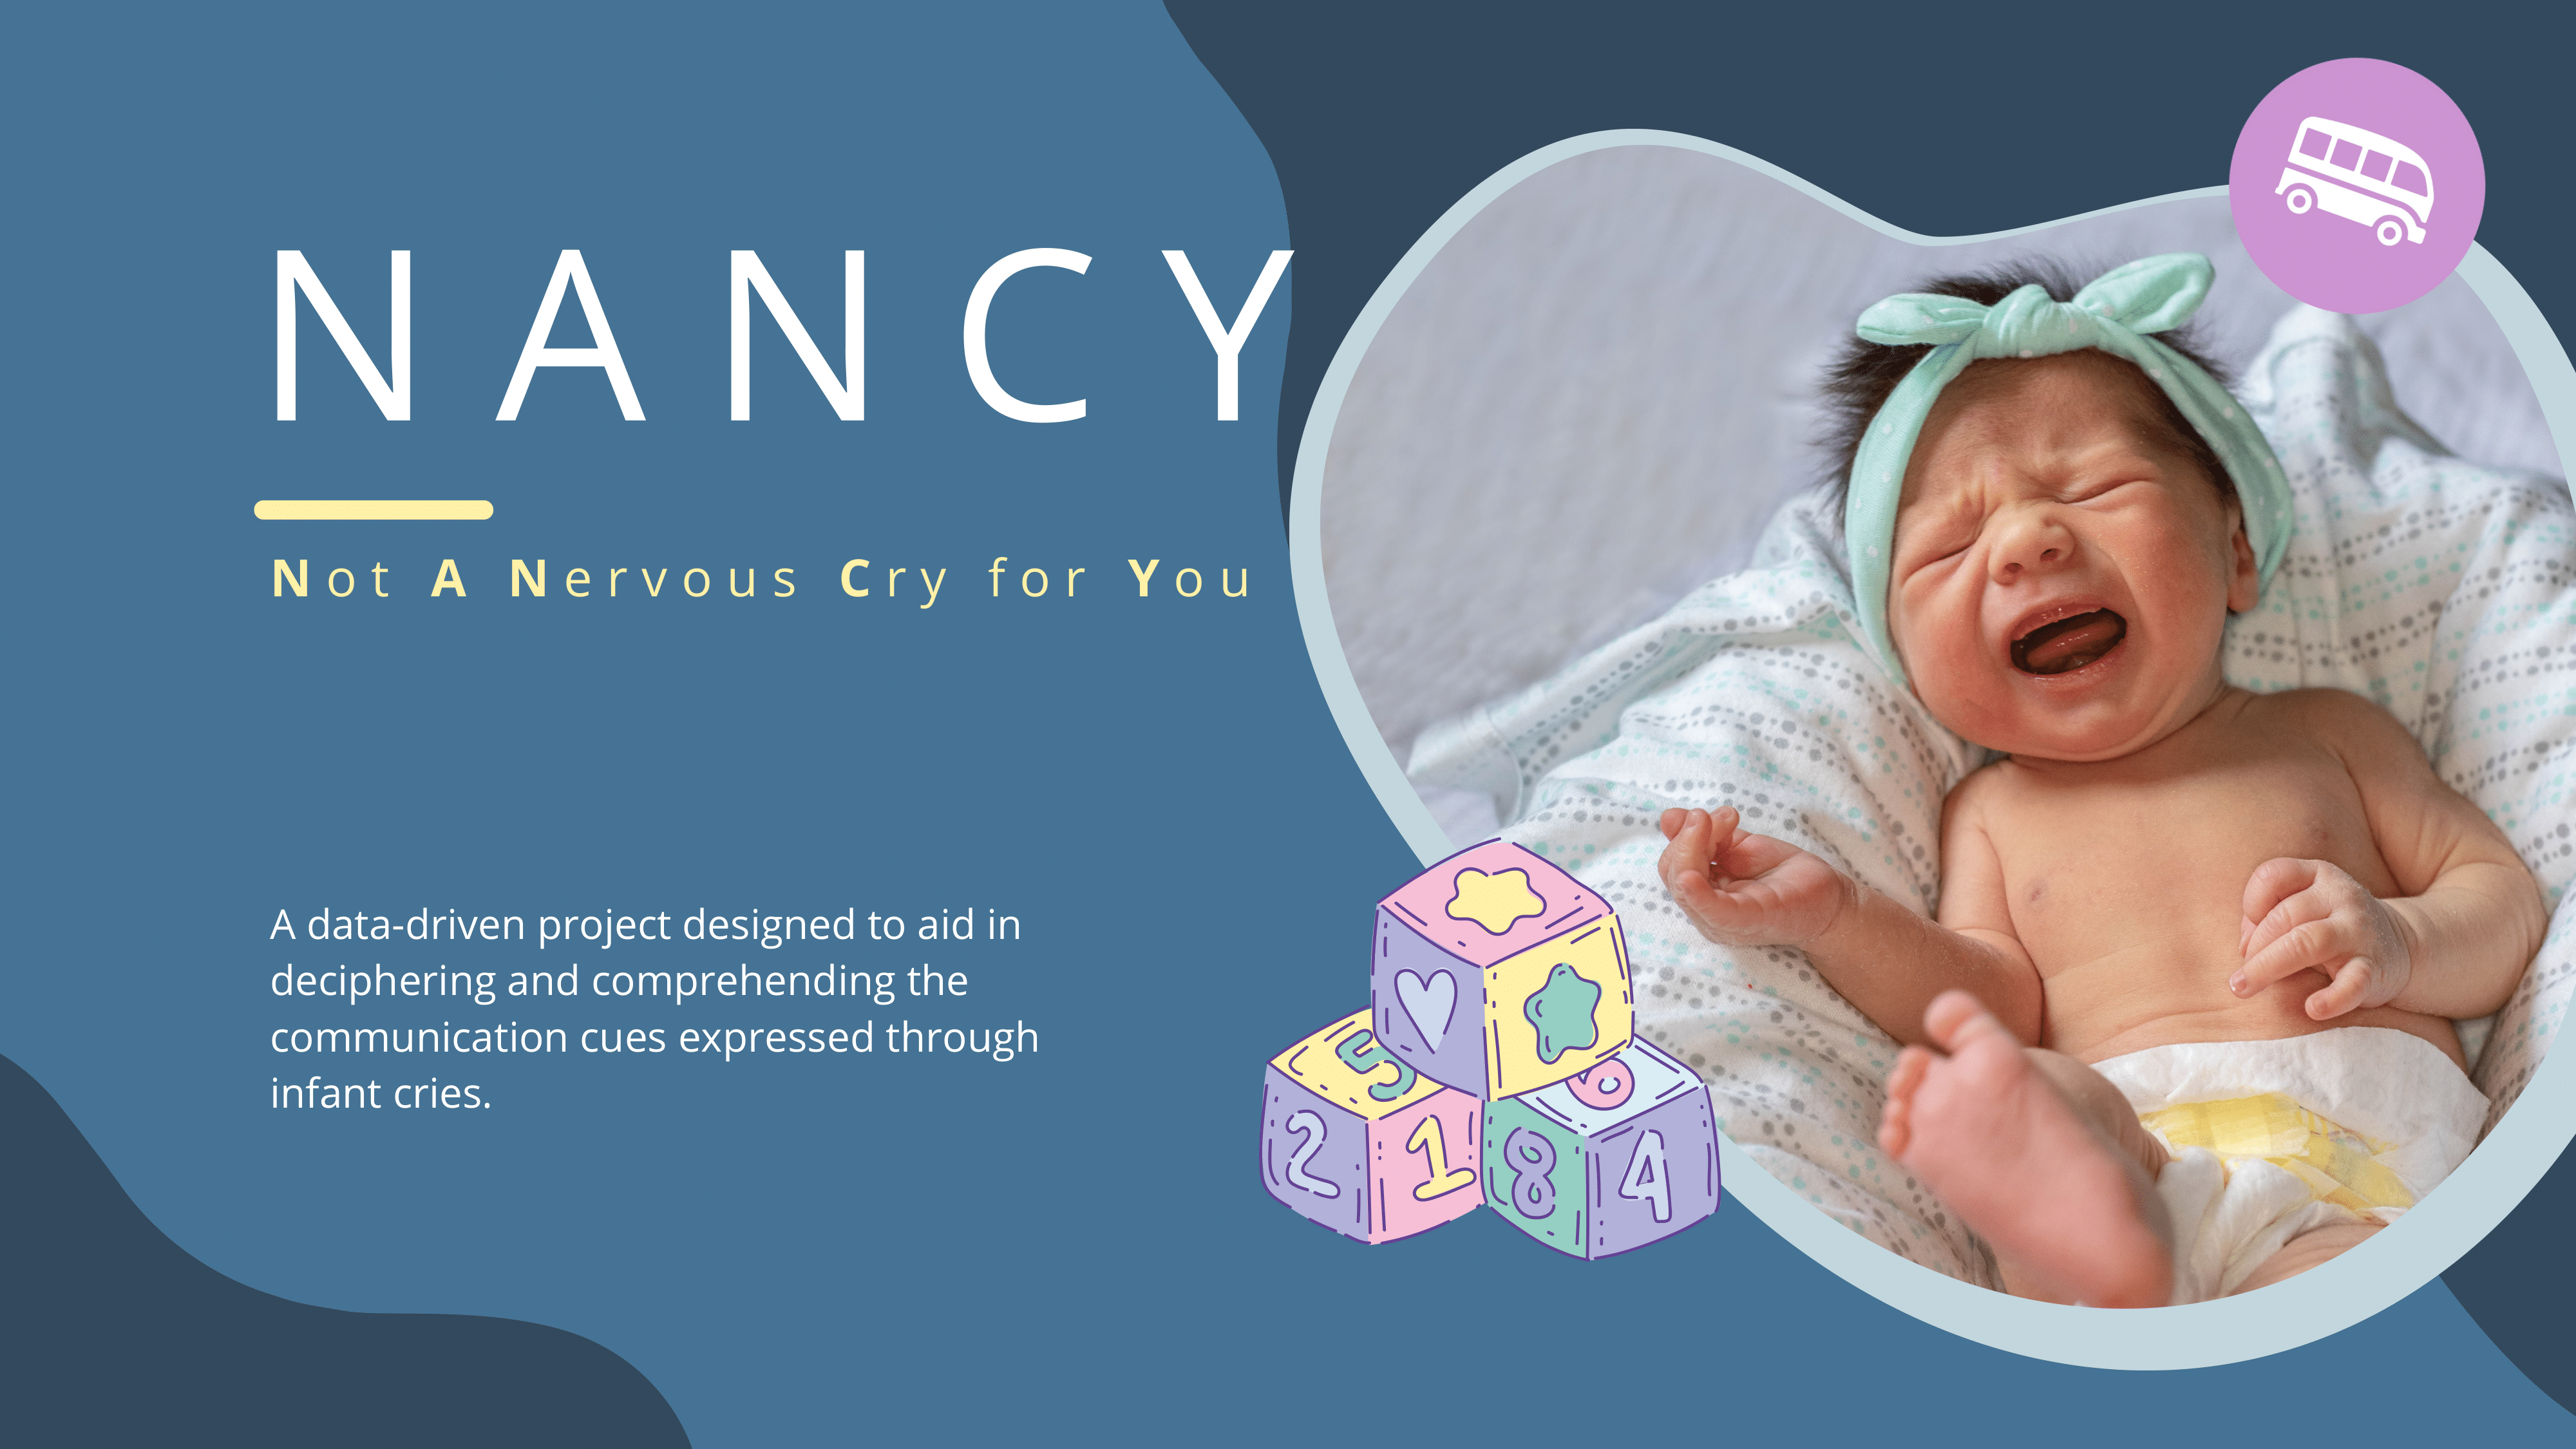 NANCY
Not A Nervous Cry for You
A data-driven project designed to aid in
deciphering and comprehending the
communication cues expressed through
infant cries.
5
6
2
1
8
4